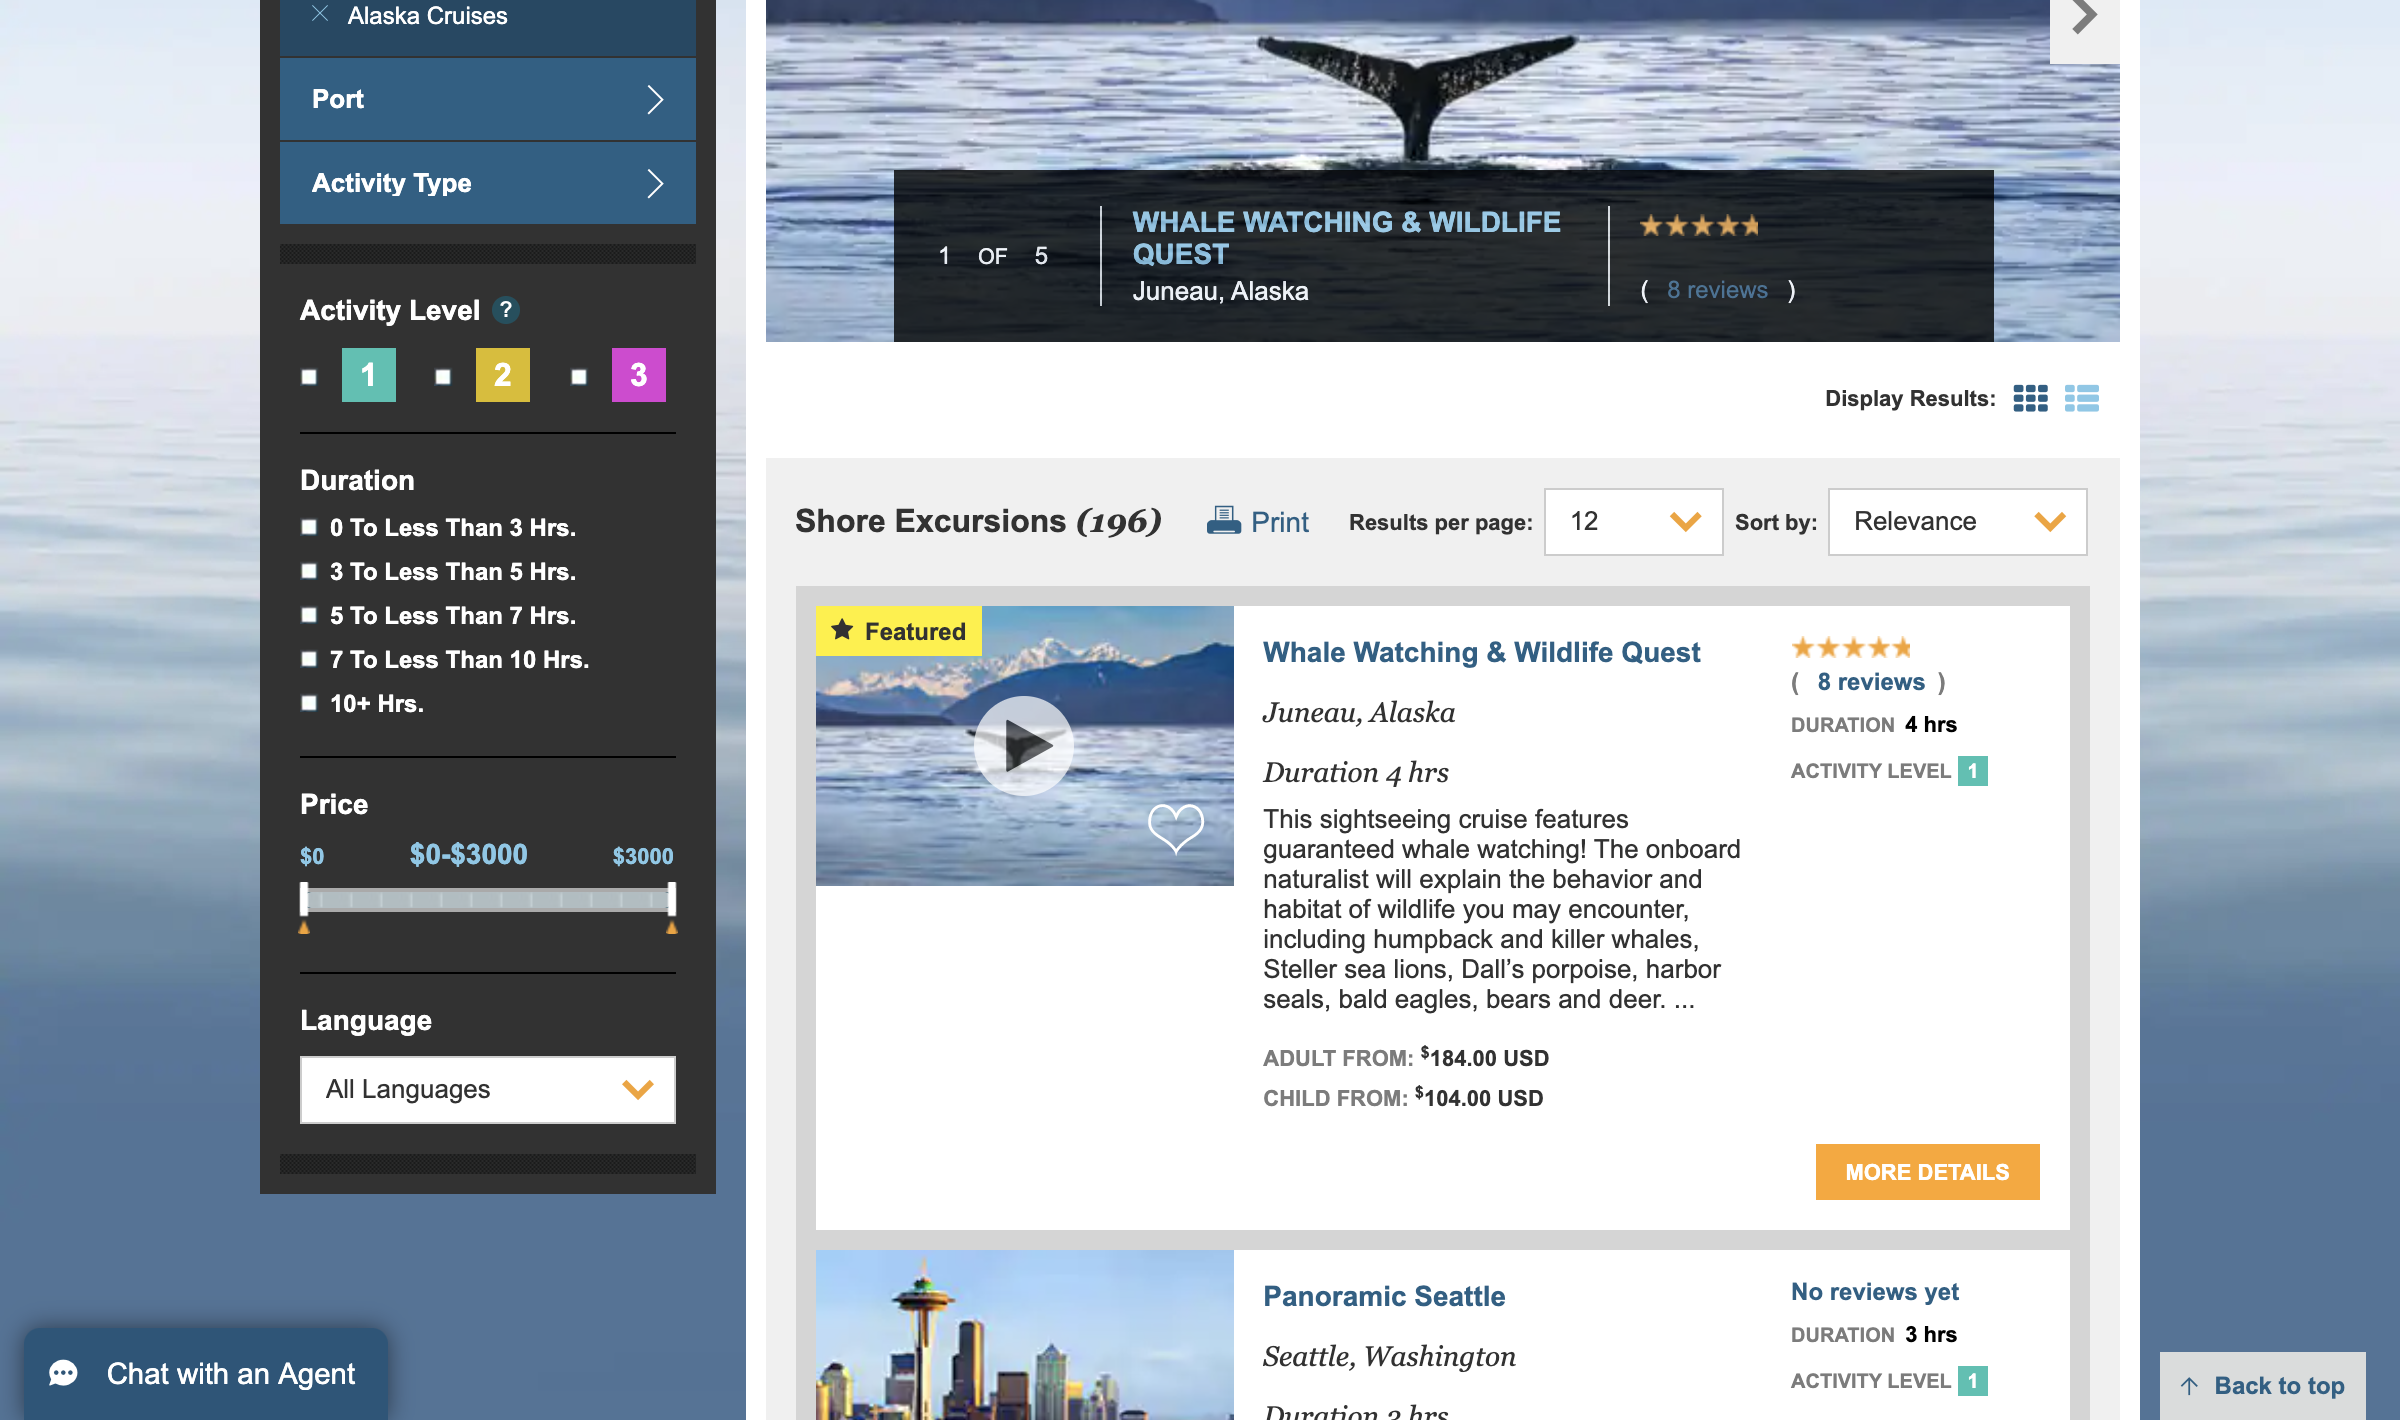 Alaska Cruises
Port
Activity Type
Activity Level ?
1 2 3
Duration
0 To Less Than 3 Hrs.
3 To Less Than 5 Hrs.
5 To Less Than 7 Hrs.
7 To Less Than 10 Hrs.
10+ Hrs.
Price
$0 $0-$3000 $3000
Language
All Languages
Chat with an Agent
1 OF 5
WHALE WATCHING & WILDLIFE
QUEST
Juneau, Alaska
( 8 reviews )
Display Results:
Shore Excursions (196)
Print
Results per page: 12
Sort by: Relevance
Featured
Whale Watching & Wildlife Quest
Juneau, Alaska
Duration 4 hrs
This sightseeing cruise features
guaranteed whale watching! The onboard
naturalist will explain the behavior and
habitat of wildlife you may encounter,
including humpback and killer whales,
Steller sea lions, Dall’s porpoise, harbor
seals, bald eagles, bears and deer. ...
ADULT FROM: $184.00 USD
CHILD FROM: $104.00 USD
( 8 reviews )
DURATION 4 hrs
ACTIVITY LEVEL 1
MORE DETAILS
Panoramic Seattle
Seattle, Washington
Duration 3 hrs
No reviews yet
DURATION 3 hrs
ACTIVITY LEVEL 1
Back to top